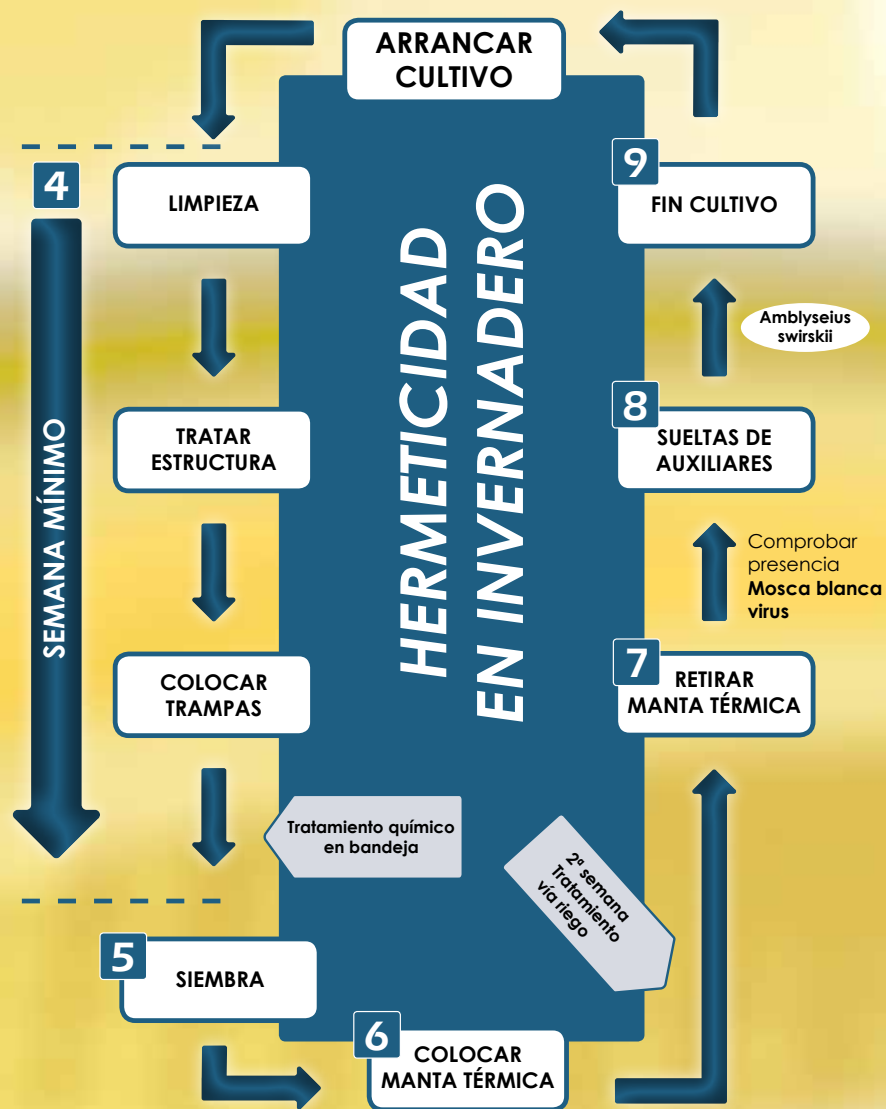 ARRANCAR
CULTIVO
4
LIMPIEZA
TRATAR
ESTRUCTURA
COLOCAR
TRAMPAS
SEMANA MÍNIMO
HERMETICIDAD
EN INVERNADERO
Tratamiento químico
en bandeja
5
SIEMBRA
6
COLOCAR
MANTA TÉRMICA
2ª semana
Tratamiento
vía riego
7
RETIRAR
MANTA TÉRMICA
Comprobar
presencia
Mosca blanca
virus
8
SUELTAS DE
AUXILIARES
Amblyseius
swirskii
9
FIN CULTIVO